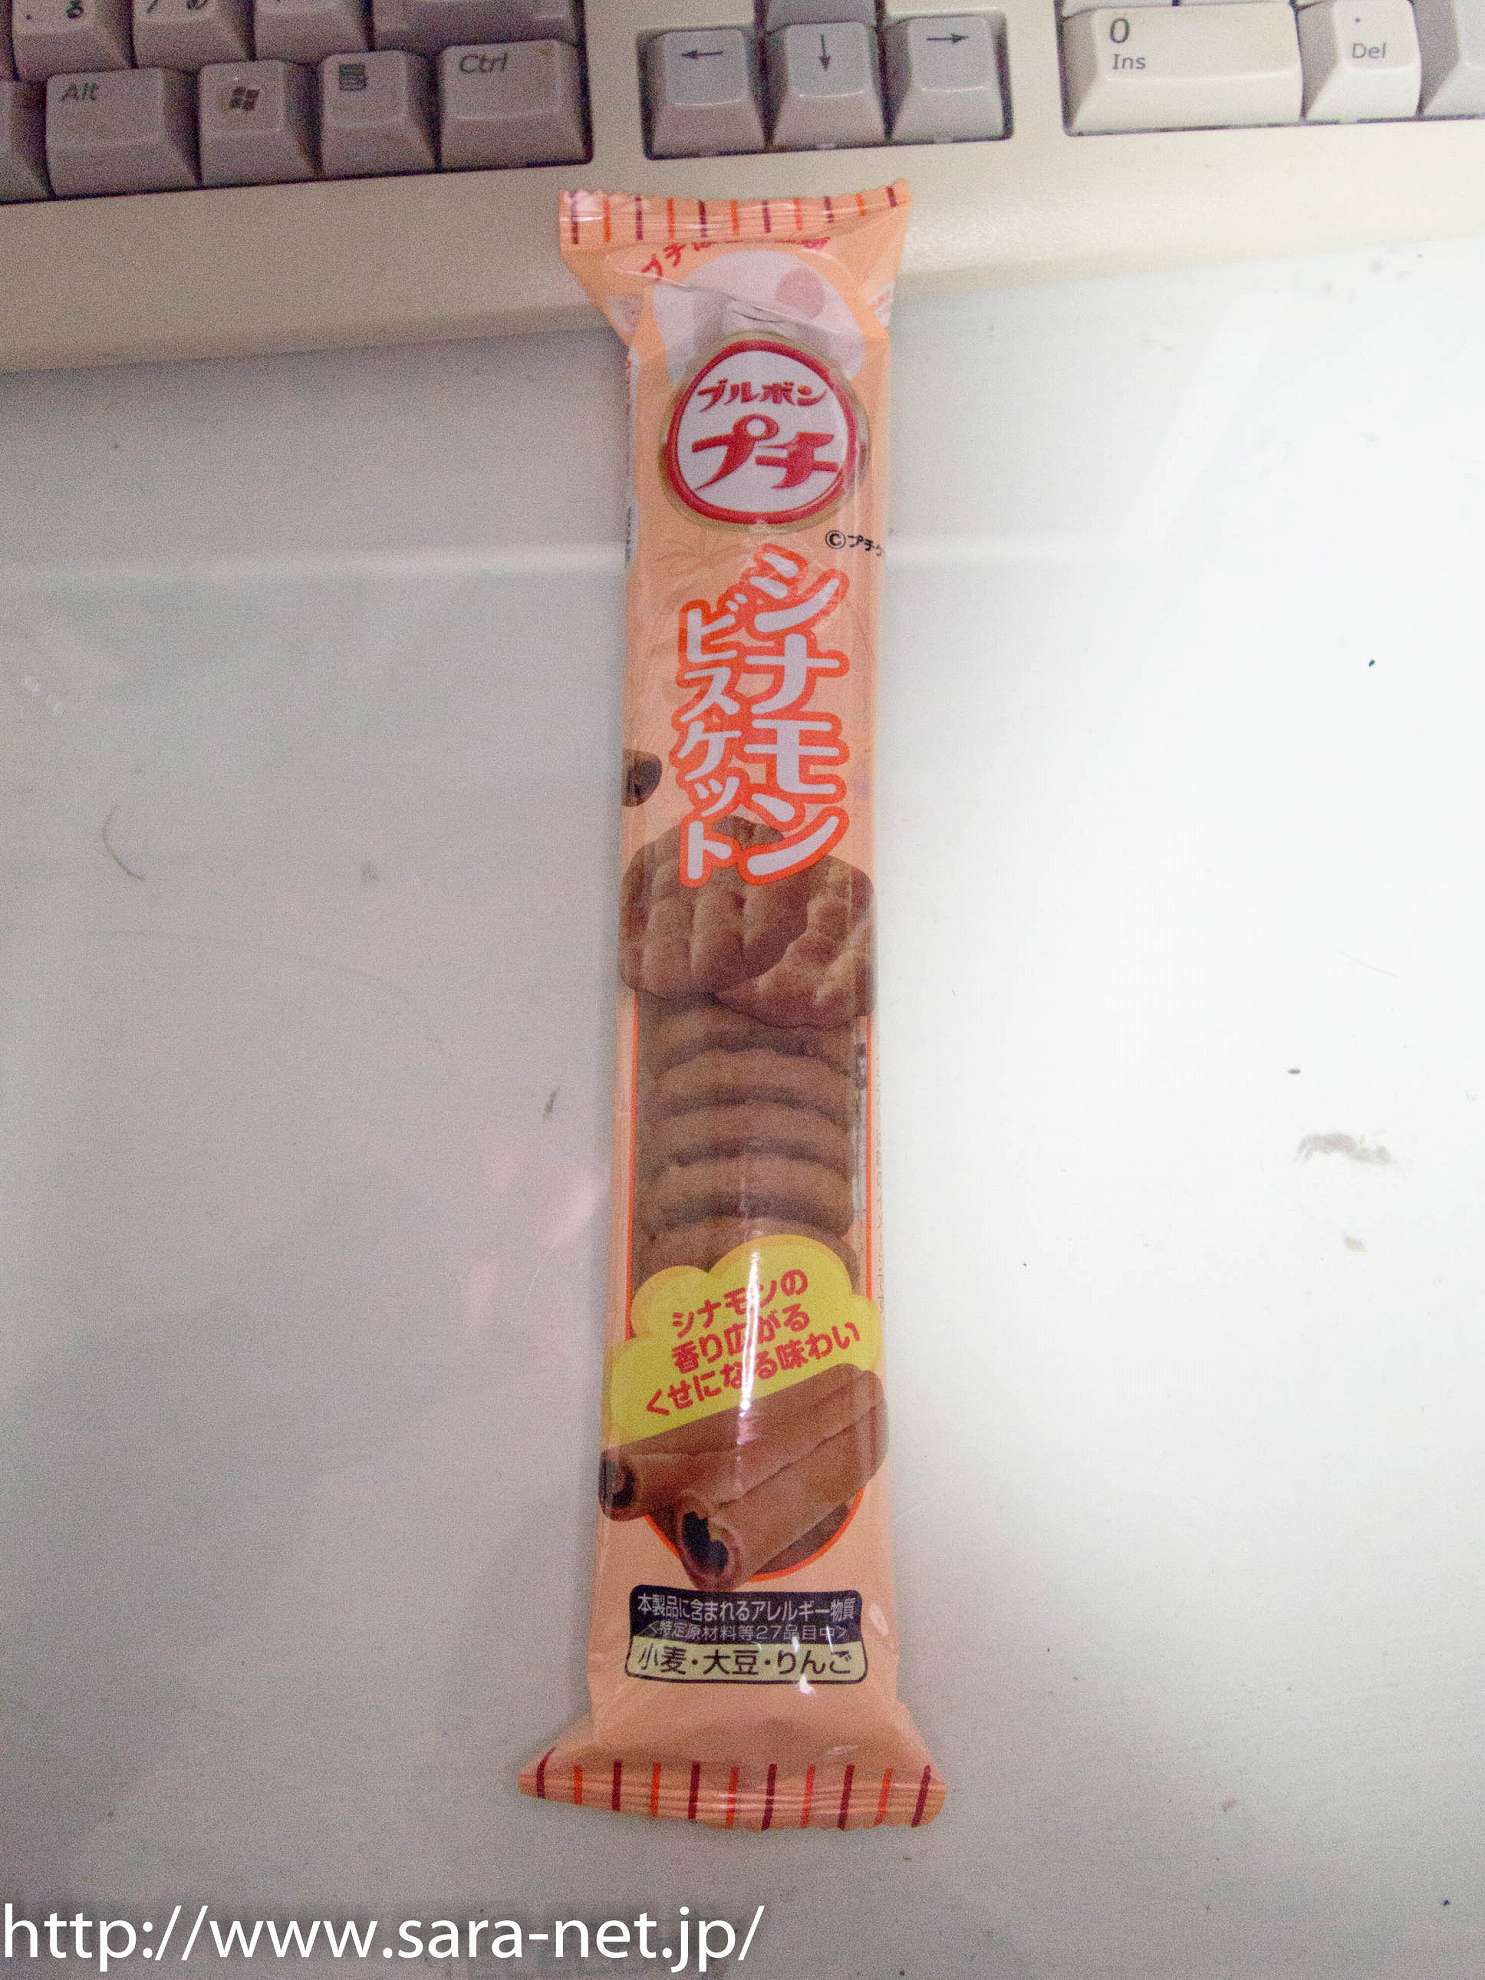 Alt
Ctrl
0
Ins
.
Del
ブルボン
プチ
シナモン
ビスケット
シナモンの
香り広がる
くせになる味わい
本製品に含まれるアレルギー物質
<特定原材料等27品目中>
小麦・大豆・りんご
http://www.sara-net.jp/